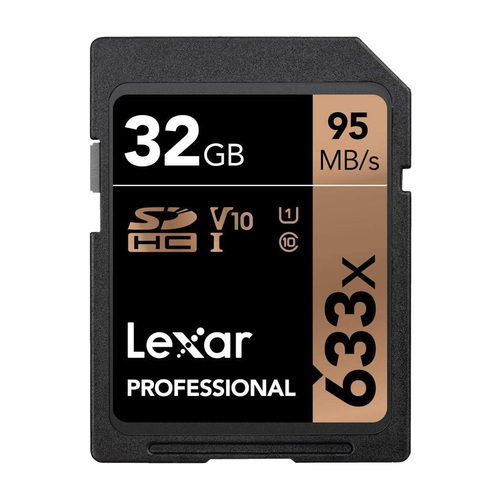 32GB
95
MB/s
SD HC V10 I U1 10
633x
Lexar
PROFESSIONAL